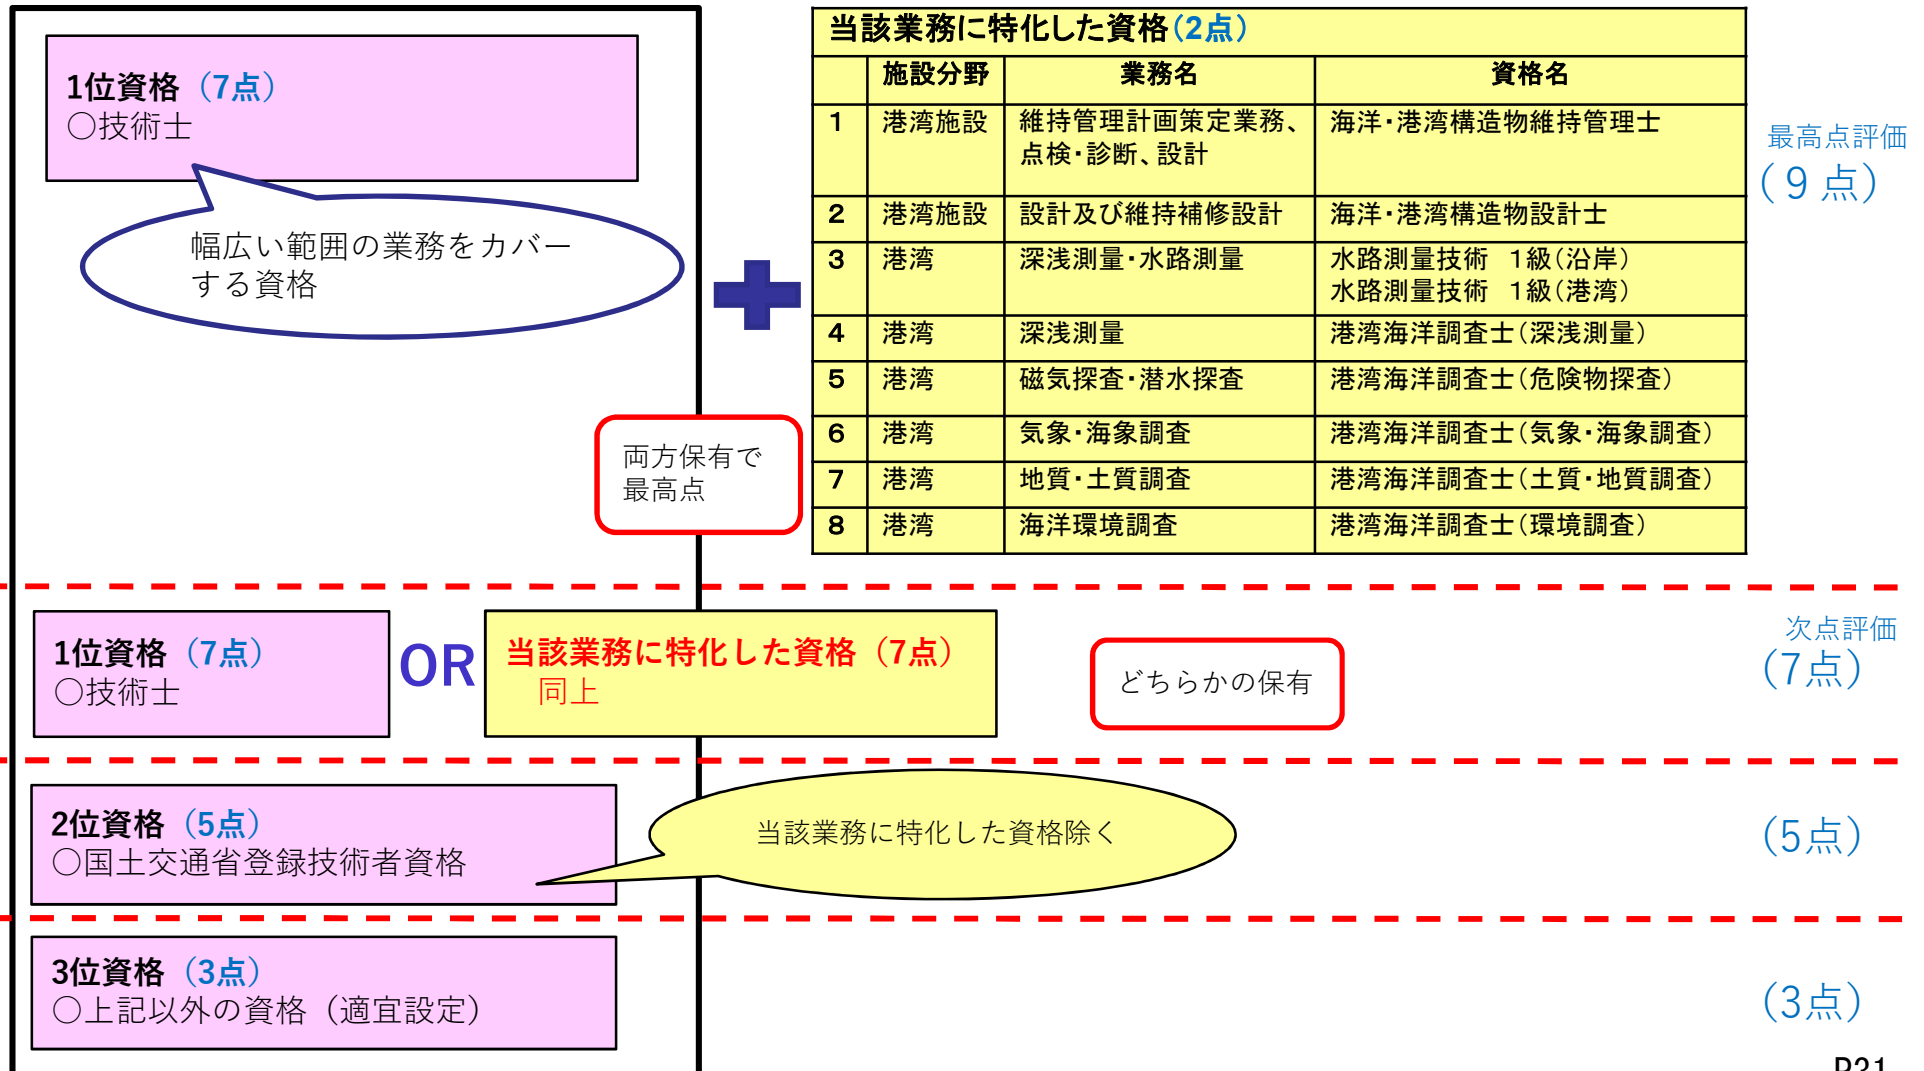 1位資格（7点）
○技術士
幅広い範囲の業務をカバー
する資格
両方保有で
最高点
当該業務に特化した資格(2点)
施設分野 業務名 資格名
1 港湾施設 維持管理計画策定業務、 海洋・港湾構造物維持管理士
点検・診断、設計
2 港湾施設 設計及び維持補修設計 海洋・港湾構造物設計士
3 港湾 深浅測量・水路測量 水路測量技術 1級(沿岸)
水路測量技術 1級(港湾)
4 港湾 深浅測量 港湾海洋調査士(深浅測量)
5 港湾 磁気探査・潜水探査 港湾海洋調査士(危険物探査)
6 港湾 気象・海象調査 港湾海洋調査士(気象・海象調査)
7 港湾 地質・土質調査 港湾海洋調査士(土質・地質調査)
8 港湾 海洋環境調査 港湾海洋調査士(環境調査)
最高点評価
(9点)
1位資格（7点）
○技術士
OR
当該業務に特化した資格（7点）
同上
どちらかの保有
次点評価
(7点)
2位資格（5点）
○国土交通省登録技術者資格
当該業務に特化した資格除く
(5点)
3位資格（3点）
○上記以外の資格（適宜設定）
(3点)
P21